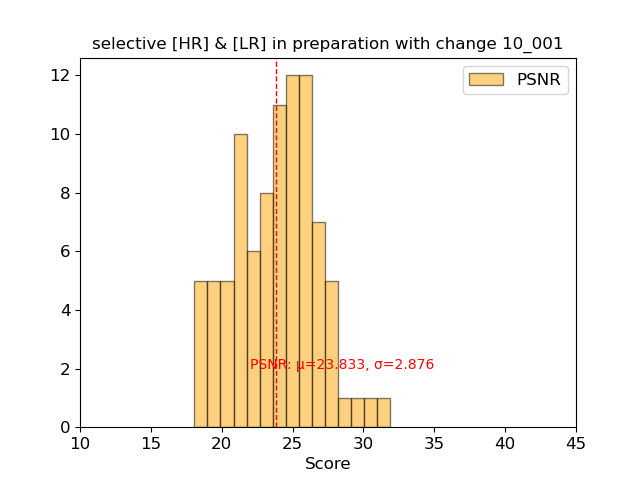 selective [HR] & [LR] in preparation with change 10_001
PSNR
12
10
8
6
4
2
0
PSNR: μ=23.833, σ=2.876
10 15 20 25 30 35 40 45
Score